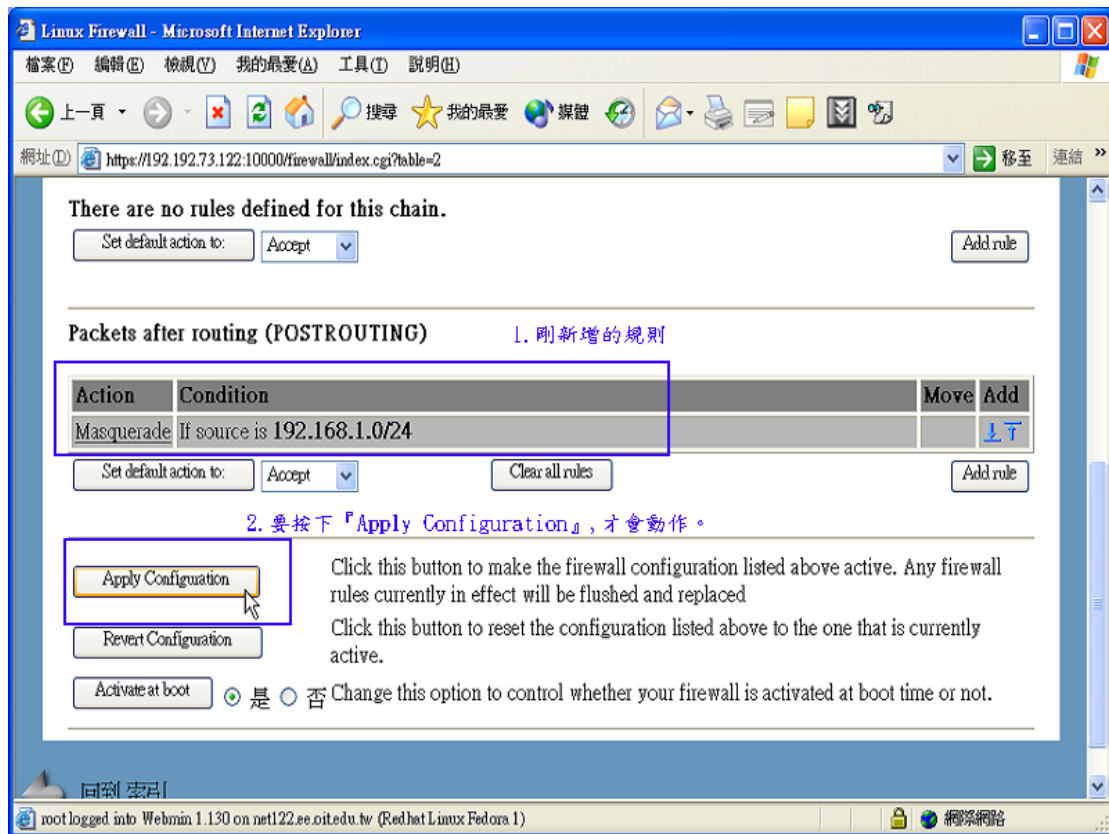 Linux Firewall - Microsoft Internet Explorer
檔案(F) 編輯(E) 檢視(V) 我的最愛(A) 工具(T) 說明(H)
上一頁 搜尋 我的最愛 媒體
網址(D) https://192.192.73.122:10000/firewall/index.cgi?table=2 移至 連結 »
There are no rules defined for this chain.
Set default action to: Accept Add rule
Packets after routing (POSTROUTING) 1. 剛新增的規則
Action Condition Move Add
Masquerade If source is 192.168.1.0/24
Set default action to: Accept Clear all rules Add rule
2. 要按下『Apply Configuration』, 才會動作。
Apply Configuration Click this button to make the firewall configuration listed above active. Any firewall
rules currently in effect will be flushed and replaced
Revert Configuration Click this button to reset the configuration listed above to the one that is currently
active.
Activate at boot 是 否 Change this option to control whether your firewall is activated at boot time or not.
回到 索引
root logged into Webmin 1.130 on net122.ee.oit.edu.tw (Redhat Linux Fedora 1) 網際網路